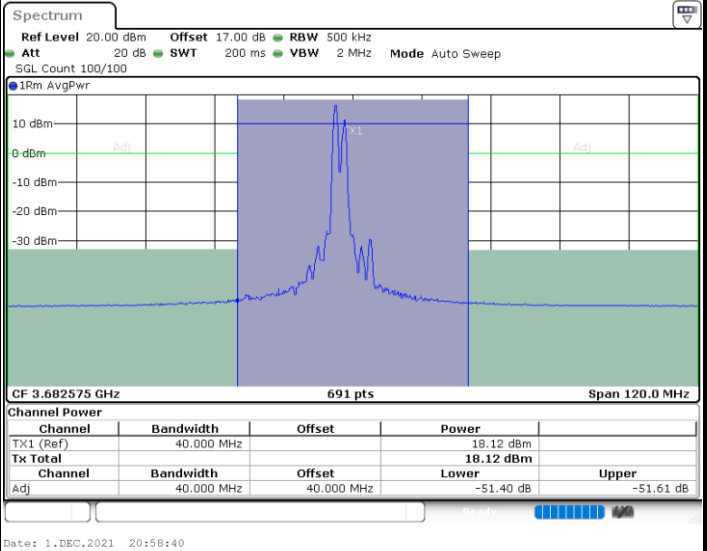 Spectrum
Ref Level 20.00 dBm Offset 17.00 dB RBW 500 kHz
Att 20 dB SWT 200 ms VBW 2 MHz Mode Auto Sweep
SGL Count 100/100
1Rm AvgPwr
10 dBm
TX1
Adj Adj
0 dBm
-10 dBm
-20 dBm
-30 dBm
CF 3.682575 GHz 691 pts Span 120.0 MHz
Channel Power
Channel Bandwidth Offset Power
TX1 (Ref) 40.000 MHz 18.12 dBm
Tx Total 18.12 dBm
Channel Bandwidth Offset Lower Upper
Adj 40.000 MHz 40.000 MHz -51.40 dB -51.61 dB
Ready
Date: 1.DEC.2021 20:58:40